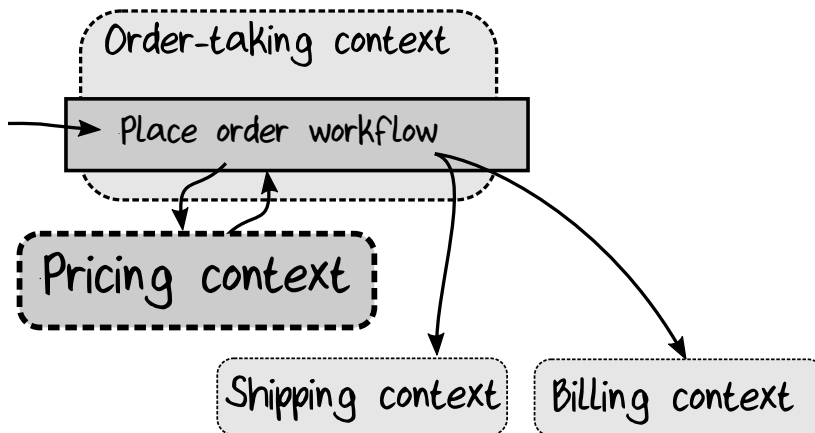 Order-taking context
Place order workflow
Pricing context
Shipping context
Billing context